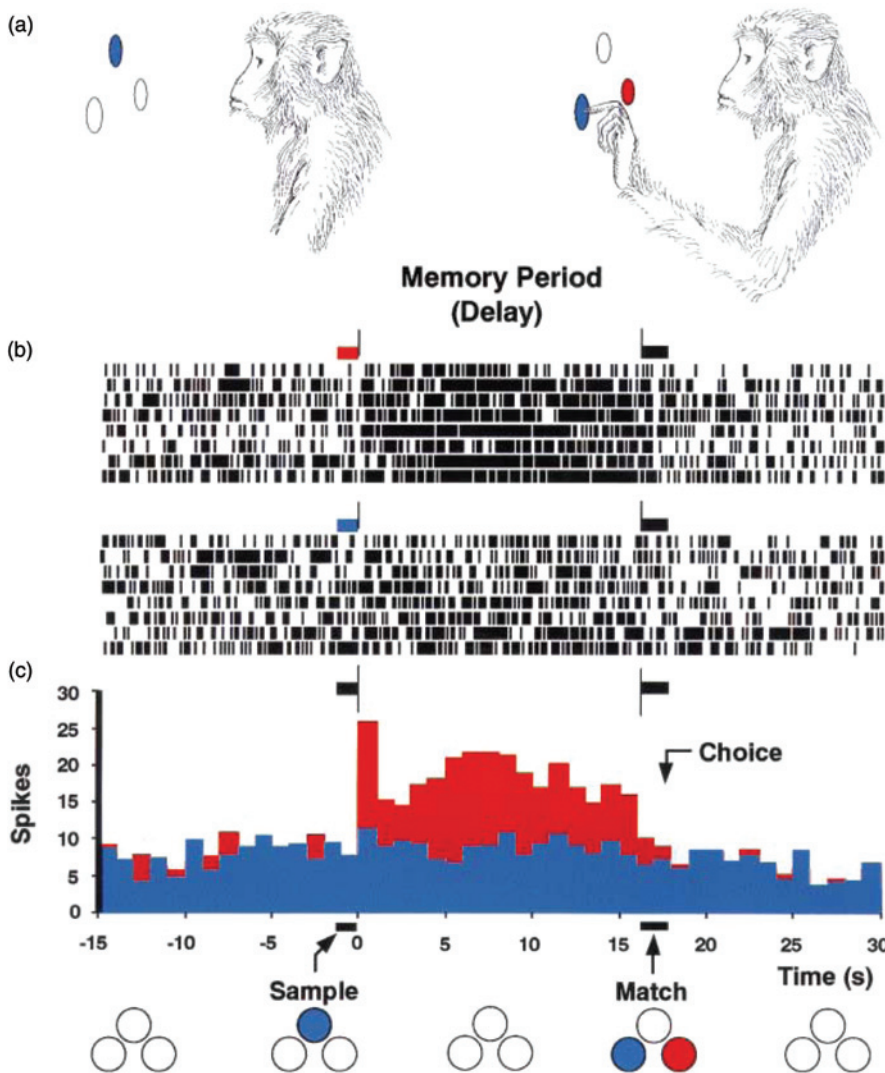 (a)
Memory Period
(Delay)
(b)
(c)
30
25
20
15
10
5
0
Spikes
Choice
-15 -10 -5 0 5 10 15 20 25 30
Time (s)
Sample
Match